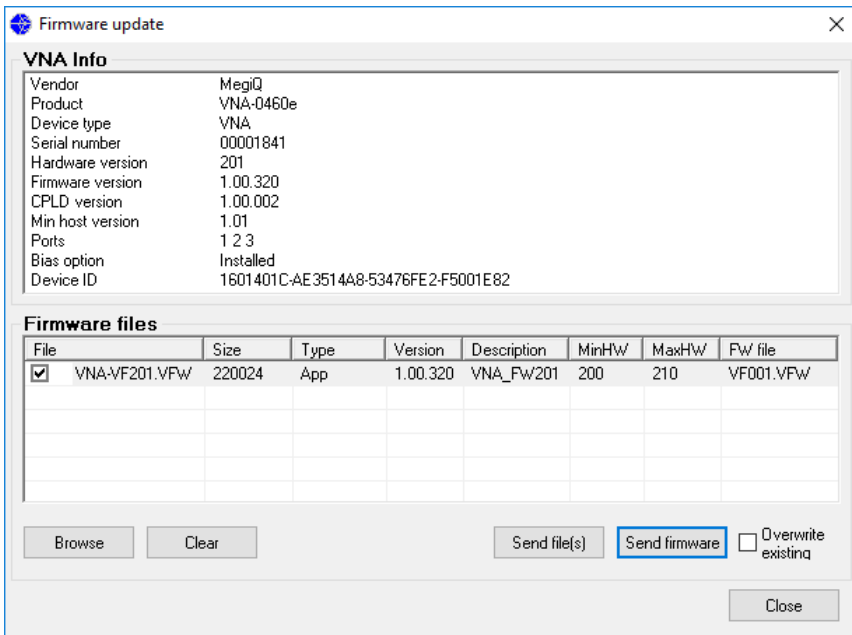 Firmware update
VNA Info
Vendor MegiQ
Product VNA-0460e
Device type VNA
Serial number 00001841
Hardware version 201
Firmware version 1.00.320
CPLD version 1.00.002
Min host version 1.01
Ports 1 2 3
Bias option Installed
Device ID 1601401C-AE3514A8-53476FE2-F5001E82
Firmware files
File Size Type Version Description MinHW MaxHW FW file
VNA-VF201.VFW 220024 App 1.00.320 VNA_FW201 200 210 VF001.VFW
Browse Clear Send file(s) Send firmware Overwrite
existing
Close